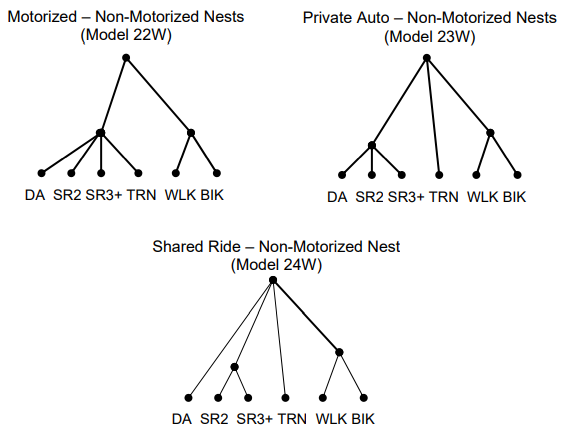 Motorized – Non-Motorized Nests
(Model 22W)
Private Auto – Non-Motorized Nests
(Model 23W)
DA SR2 SR3+ TRN WLK BIK
DA SR2 SR3+ TRN WLK BIK
Shared Ride – Non-Motorized Nest
(Model 24W)
DA SR2 SR3+ TRN WLK BIK